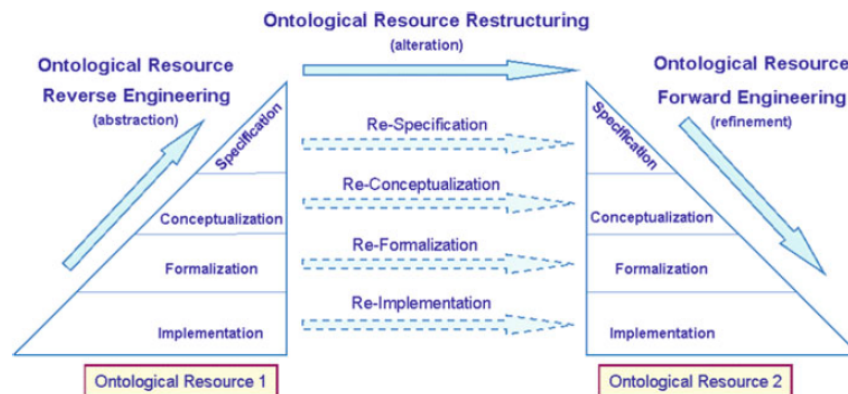 Ontological Resource Restructuring
(alteration)
Ontological Resource
Reverse Engineering
(abstraction)
Ontological Resource
Forward Engineering
(refinement)
Specification
Conceptualization
Formalization
Implementation
Re-Specification
Re-Conceptualization
Re-Formalization
Re-Implementation
Specification
Conceptualization
Formalization
Implementation
Ontological Resource 1
Ontological Resource 2